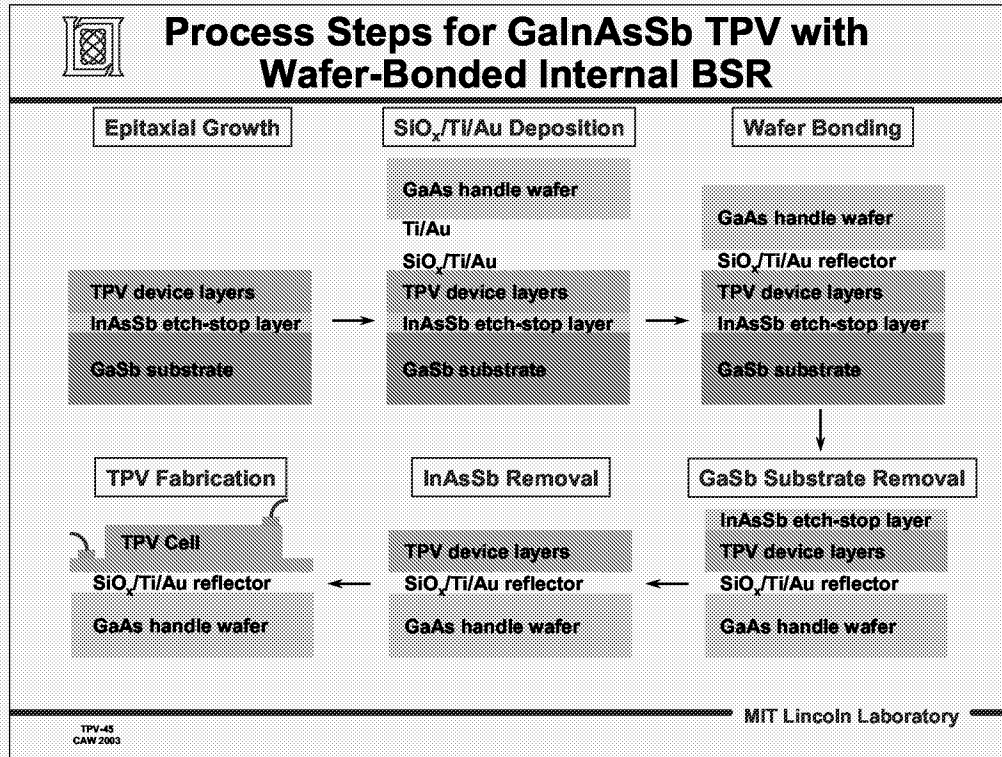 Process Steps for GaInAsSb TPV with
Wafer-Bonded Internal BSR
Epitaxial Growth
TPV device layers
InAsSb etch-stop layer
GaSb substrate
SiOₓ/Ti/Au Deposition
GaAs handle wafer
Ti/Au
SiOₓ/Ti/Au
TPV device layers
InAsSb etch-stop layer
GaSb substrate
Wafer Bonding
GaAs handle wafer
SiOₓ/Ti/Au reflector
TPV device layers
InAsSb etch-stop layer
GaSb substrate
GaSb Substrate Removal
InAsSb etch-stop layer
TPV device layers
SiOₓ/Ti/Au reflector
GaAs handle wafer
InAsSb Removal
TPV device layers
SiOₓ/Ti/Au reflector
GaAs handle wafer
TPV Fabrication
TPV Cell
SiOₓ/Ti/Au reflector
GaAs handle wafer
MIT Lincoln Laboratory
TPV-45
CAW 2003